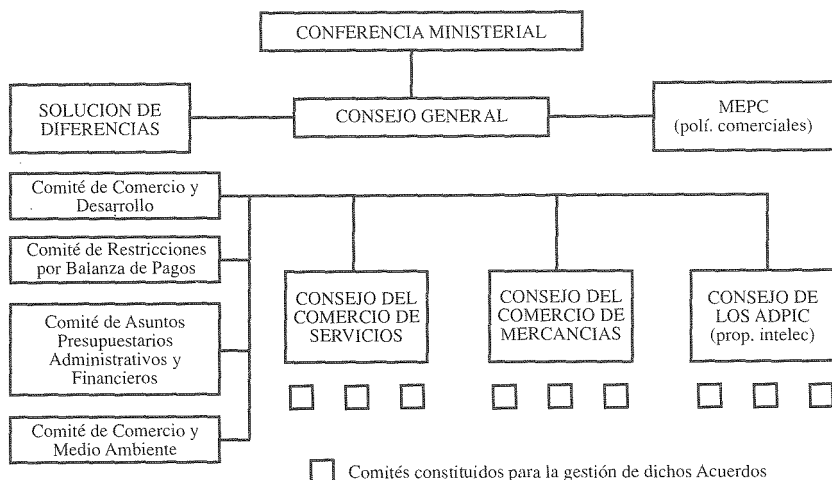 CONFERENCIA MINISTERIAL
SOLUCION DE
DIFERENCIAS
CONSEJO GENERAL
MEPC
(polí. comerciales)
Comité de Comercio y
Desarrollo
Comité de Restricciones
por Balanza de Pagos
Comité de Asuntos
Presupuestarios
Administrativos y
Financieros
Comité de Comercio y
Medio Ambiente
CONSEJO DEL
COMERCIO DE
SERVICIOS
CONSEJO DEL
COMERCIO DE
MERCANCIAS
CONSEJO DE
LOS ADPIC
(prop. intelec)
Comités constituidos para la gestión de dichos Acuerdos